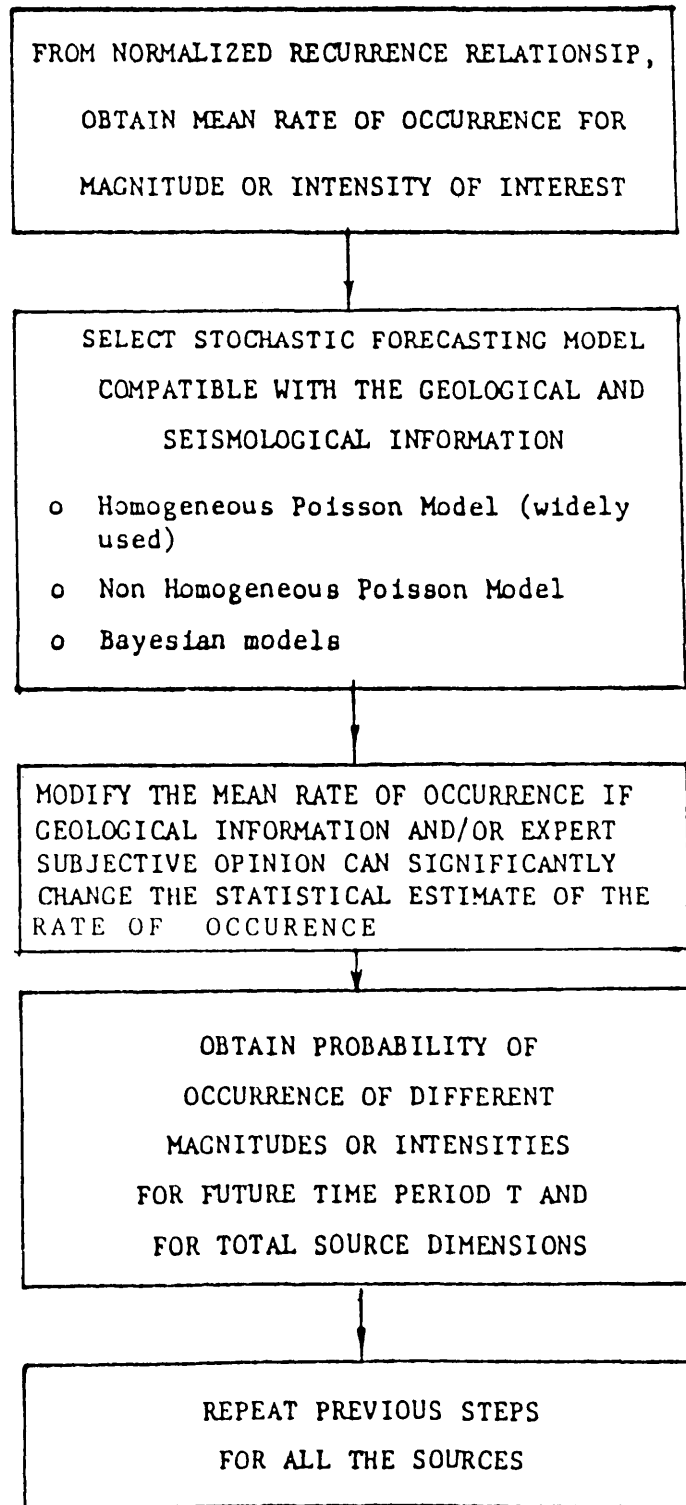 FROM NORMALIZED RECURRENCE RELATIONSIP,
OBTAIN MEAN RATE OF OCCURRENCE FOR
MAGNITUDE OR INTENSITY OF INTEREST
SELECT STOCHASTIC FORECASTING MODEL
COMPATIBLE WITH THE GEOLOGICAL AND
SEISMOLOGICAL INFORMATION
o Homogeneous Poisson Model (widely
used)
o Non Homogeneous Poisson Model
o Bayesian models
MODIFY THE MEAN RATE OF OCCURRENCE IF
GEOLOGICAL INFORMATION AND/OR EXPERT
SUBJECTIVE OPINION CAN SIGNIFICANTLY
CHANGE THE STATISTICAL ESTIMATE OF THE
RATE OF OCCURENCE
OBTAIN PROBABILITY OF
OCCURRENCE OF DIFFERENT
MAGNITUDES OR INTENSITIES
FOR FUTURE TIME PERIOD T AND
FOR TOTAL SOURCE DIMENSIONS
REPEAT PREVIOUS STEPS
FOR ALL THE SOURCES